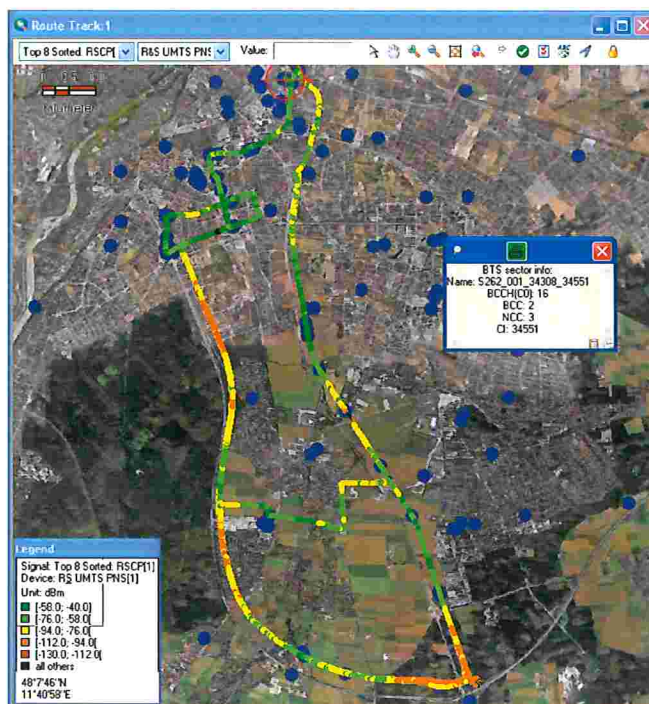 Route Track:1
Top 8 Sorted: RSCP[ R&S UMTS PNS[ Value:
BTS sector info:
Name: S262_001_34308_34551
BCCH(C0): 16
BCC: 2
NCC: 3
CI: 34551
Legend
Signal: Top 8 Sorted: RSCP[1]
Device: RS UMTS PNS[1]
Unit: dBm
[-58.0; -40.0]
[-76.0; -58.0[
[-94.0; -76.0[
[-112.0; -94.0[
[-130.0; -112.0[
all others
48°7'46"N
11°40'58"E